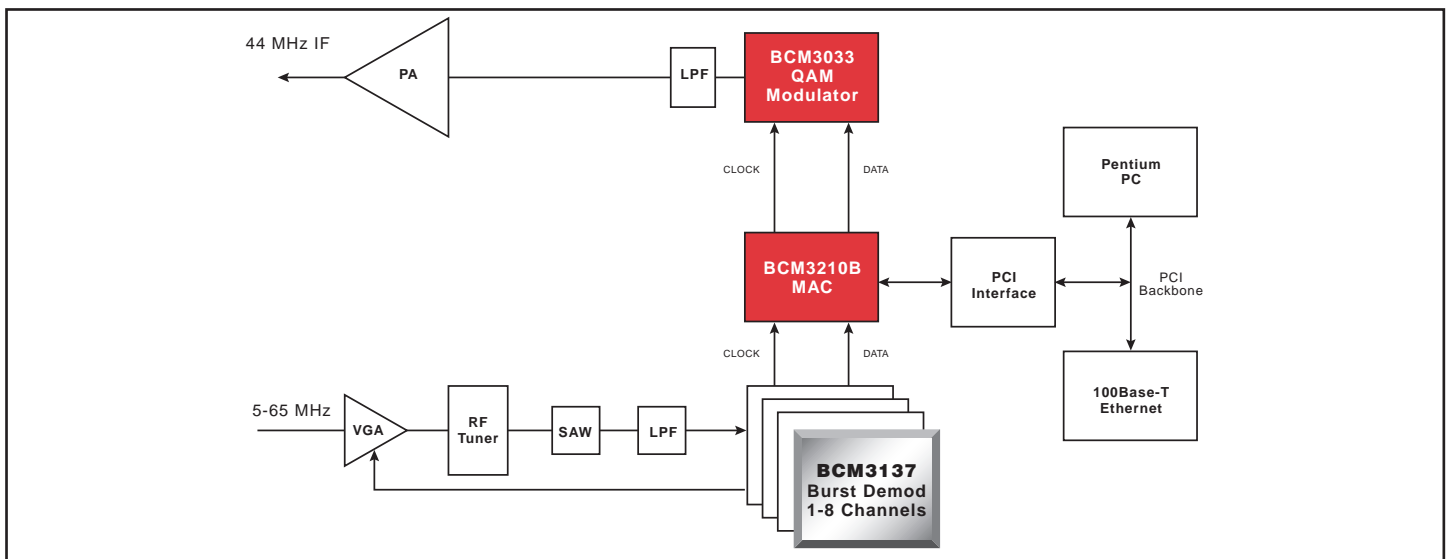 44 MHz IF
PA
LPF
BCM3033
QAM
Modulator
CLOCK
DATA
Pentium
PC
BCM3210B
MAC
PCI
Interface
PCI
Backbone
CLOCK
DATA
100Base-T
Ethernet
5-65 MHz
VGA
RF
Tuner
SAW
LPF
BCM3137
Burst Demod
1-8 Channels